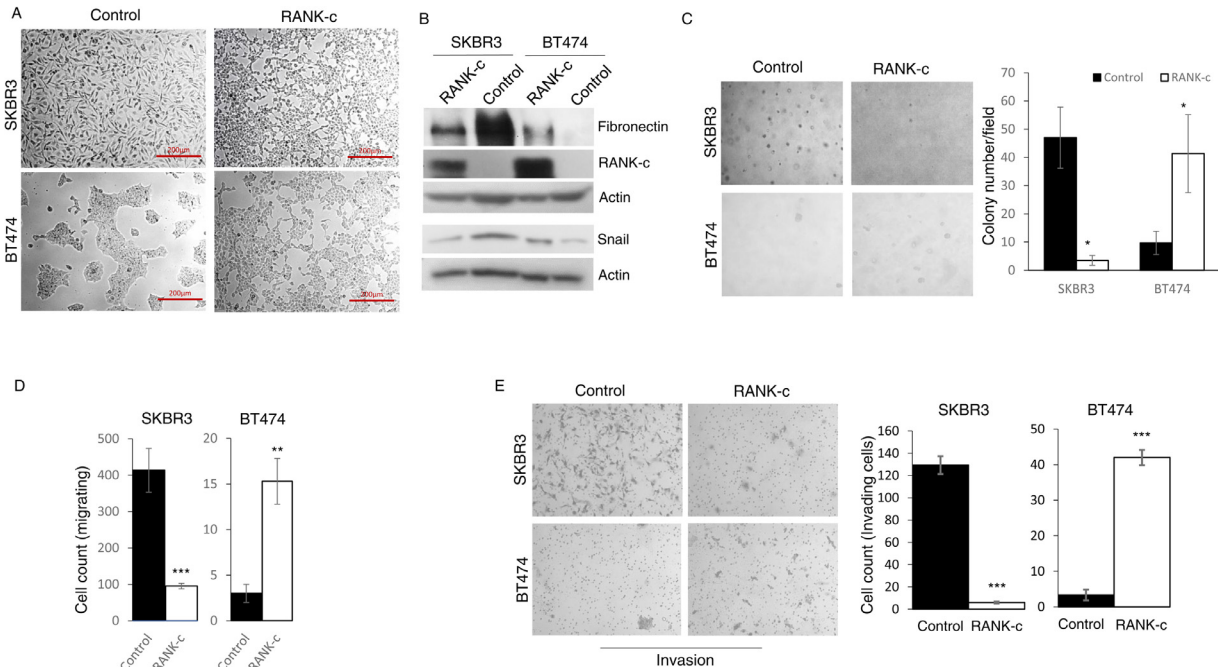 A
Control
RANK-c
SKBR3
200μm
200μm
BT474
200μm
200μm
B
SKBR3
BT474
RANK-c
Control
RANK-c
Control
Fibronectin
RANK-c
Actin
Snail
Actin
C
Control
RANK-c
SKBR3
BT474
Colony number/field
70
60
50
40
30
20
10
0
Control
RANK-c
*
*
SKBR3
BT474
D
SKBR3
BT474
Cell count (migrating)
500
400
300
200
100
0
***
Control
RANK-c
20
15
10
5
0
**
Control
RANK-c
E
Control
RANK-c
SKBR3
BT474
Invasion
SKBR3
BT474
Cell count (Invading cells)
160
140
120
100
80
60
40
20
0
***
Control
RANK-c
50
40
30
20
10
0
***
Control
RANK-c